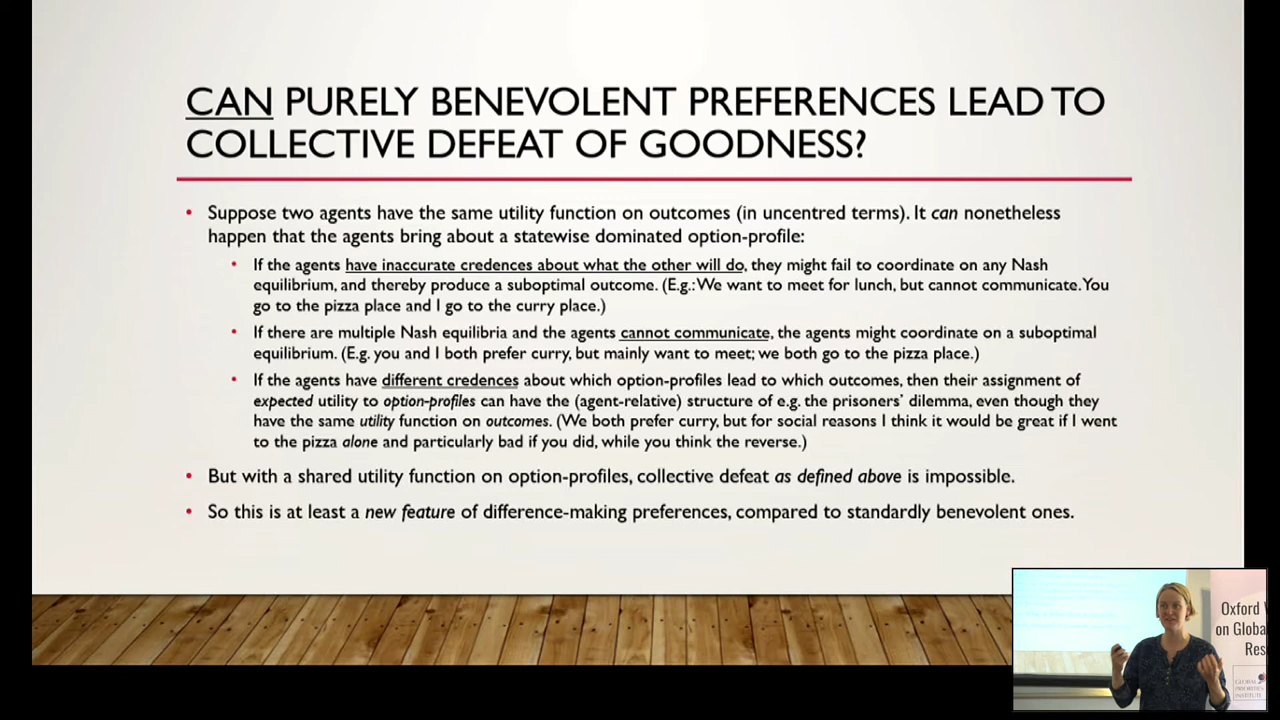 CAN PURELY BENEVOLENT PREFERENCES LEAD TO
COLLECTIVE DEFEAT OF GOODNESS?
• Suppose two agents have the same utility function on outcomes (in uncentred terms). It can nonetheless
happen that the agents bring about a statewise dominated option-profile:
• If the agents have inaccurate credences about what the other will do, they might fail to coordinate on any Nash
equilibrium, and thereby produce a suboptimal outcome. (E.g.: We want to meet for lunch, but cannot communicate. You
go to the pizza place and I go to the curry place.)
• If there are multiple Nash equilibria and the agents cannot communicate, the agents might coordinate on a suboptimal
equilibrium. (E.g. you and I both prefer curry, but mainly want to meet; we both go to the pizza place.)
• If the agents have different credences about which option-profiles lead to which outcomes, then their assignment of
expected utility to option-profiles can have the (agent-relative) structure of e.g. the prisoners' dilemma, even though they
have the same utility function on outcomes. (We both prefer curry, but for social reasons I think it would be great if I went
to the pizza alone and particularly bad if you did, while you think the reverse.)
• But with a shared utility function on option-profiles, collective defeat as defined above is impossible.
• So this is at least a new feature of difference-making preferences, compared to standardly benevolent ones.
Oxford
on Globa
Res
GLOBAL
PRIORITIES
INSTITUTE